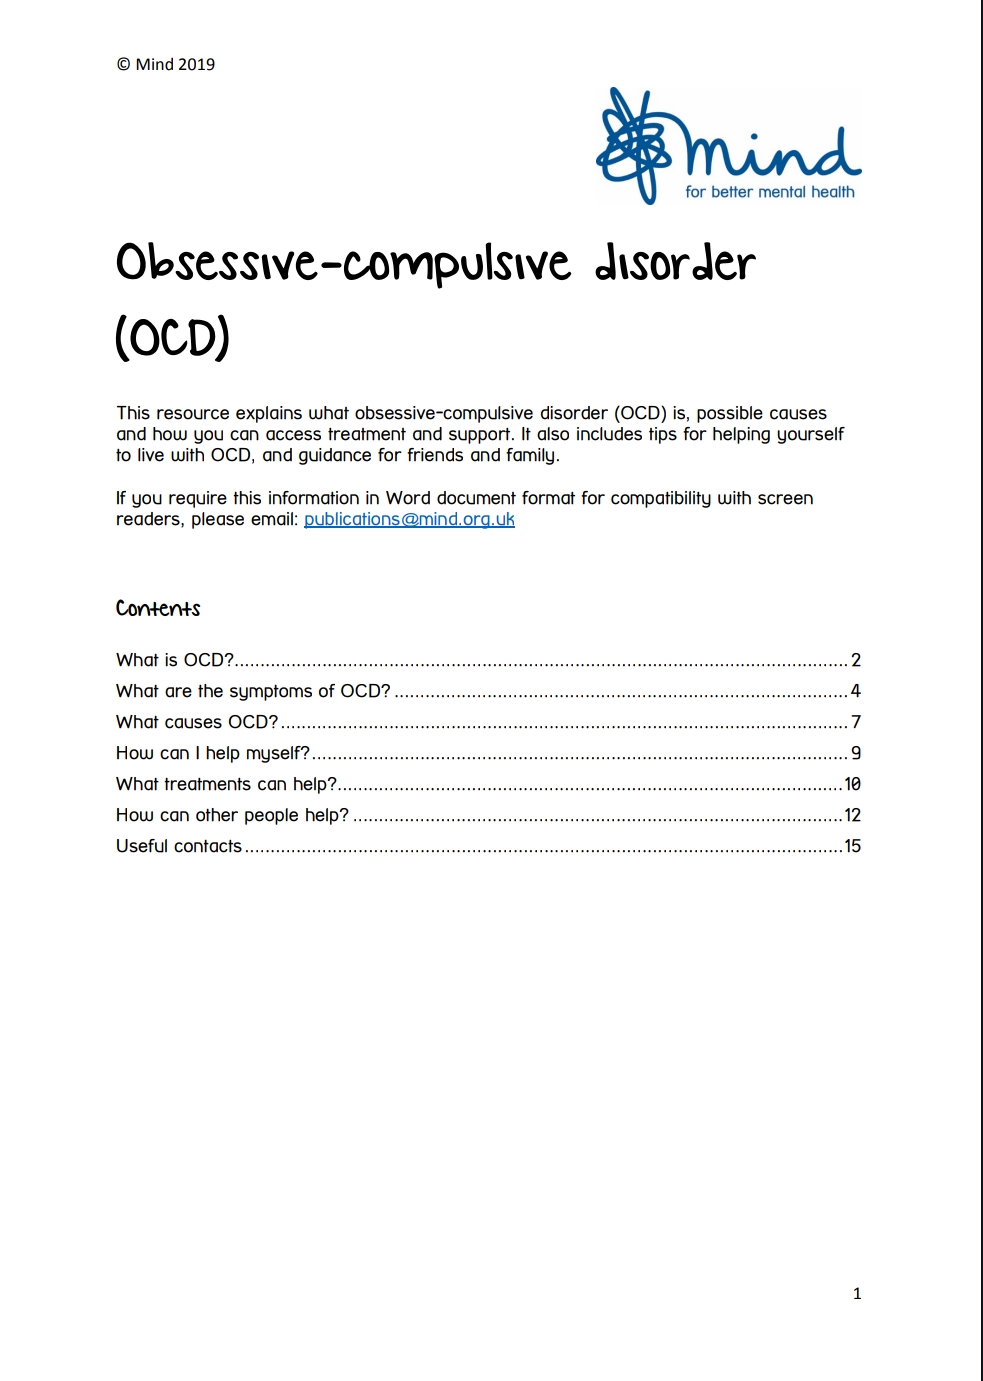 © Mind 2019
mind
for better mental health
Obsessive-compulsive disorder
(OCD)
This resource explains what obsessive-compulsive disorder (OCD) is, possible causes
and how you can access treatment and support. It also includes tips for helping yourself
to live with OCD, and guidance for friends and family.
If you require this information in Word document format for compatibility with screen
readers, please email: publications@mind.org.uk
Contents
What is OCD?........................................................................................................................2
What are the symptoms of OCD? ........................................................................................4
What causes OCD?..............................................................................................................7
How can I help myself?........................................................................................................9
What treatments can help?..................................................................................................10
How can other people help? ...............................................................................................12
Useful contacts....................................................................................................................15
1